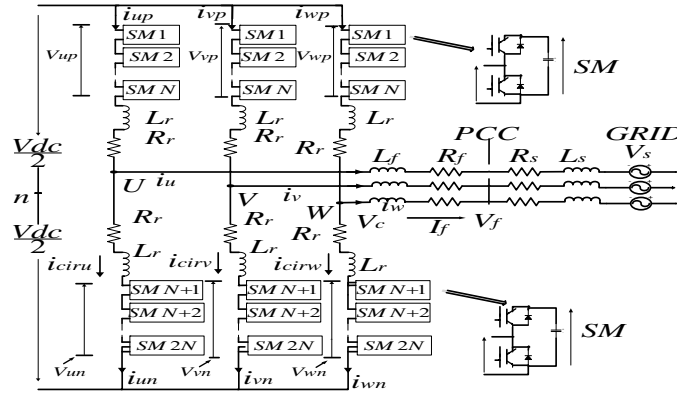 iup ivp iwp
Vup SM 1 Vvp SM 1 Vwp SM 1
SM 2 SM 2 SM 2 SM
SM N SM N SM N
Lr Lr Lr
Vdc/2 Rr Rr Rr PCC GRID
Lf Rf Rs Ls Vs
n U iu V iv W iw
Vc If Vf
Vdc/2 Rr Rr Rr
Lr Lr Lr
iciru icirv icirw
SM N+1 SM N+1 SM N+1
SM N+2 SM N+2 SM N+2 SM
SM 2N SM 2N SM 2N
Vun Vvn Vwn
iun ivn iwn